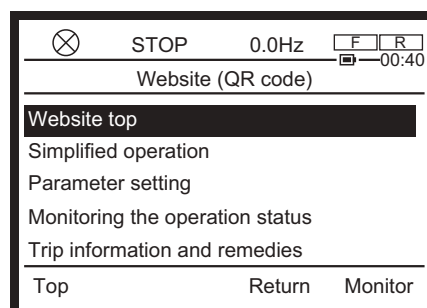 STOP 0.0Hz F R
00:40
Website (QR code)
Website top
Simplified operation
Parameter setting
Monitoring the operation status
Trip information and remedies
Top Return Monitor